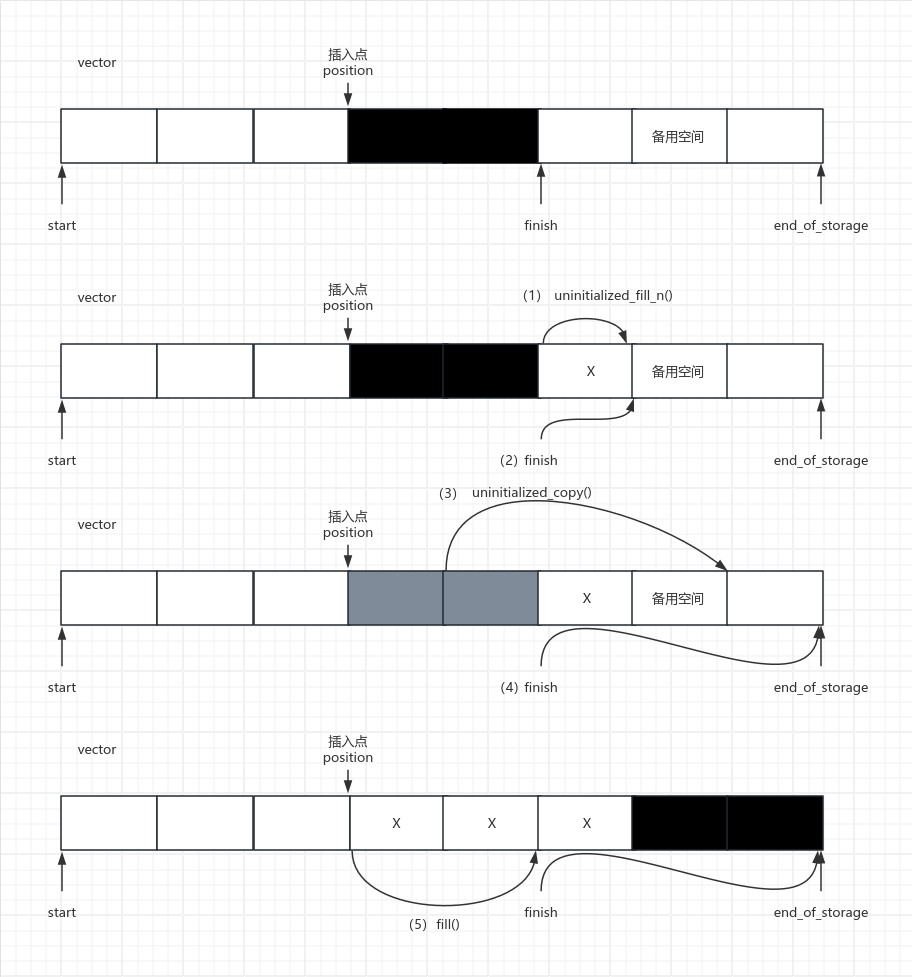 vector
插入点
position
备用空间
start
finish
end_of_storage
vector
插入点
position
（1） uninitialized_fill_n()
X
备用空间
start
（2）finish
end_of_storage
（3） uninitialized_copy()
vector
插入点
position
X
备用空间
start
（4）finish
end_of_storage
vector
插入点
position
X X X
start
finish
end_of_storage
（5）fill()